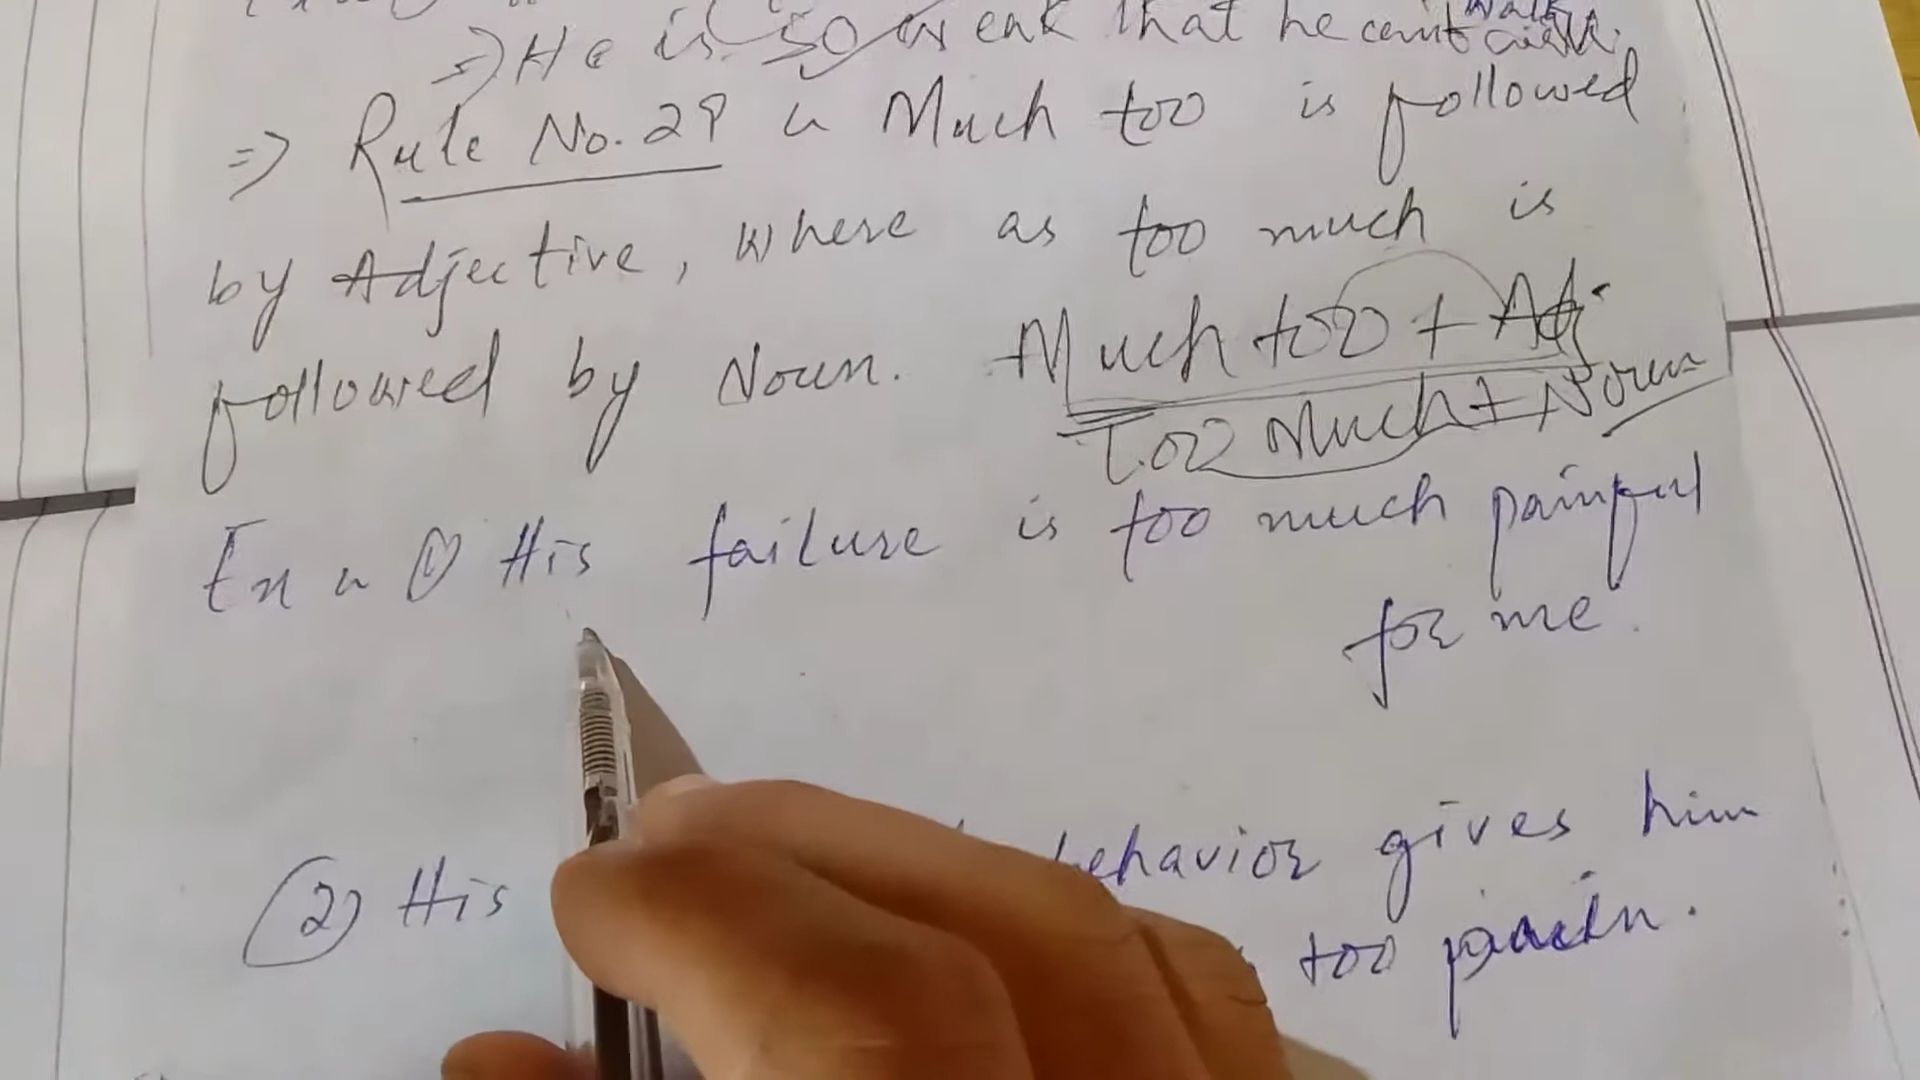 ⇒ He is so weak that he can't walk.
⇒ Rule No. 29 Much too is followed
by Adjective, where as too much is
followed by Noun. Much too + Adj.
Too Much + Noun
Ex ① His failure is too much painful
for me.
② His behavior gives him
too pain.